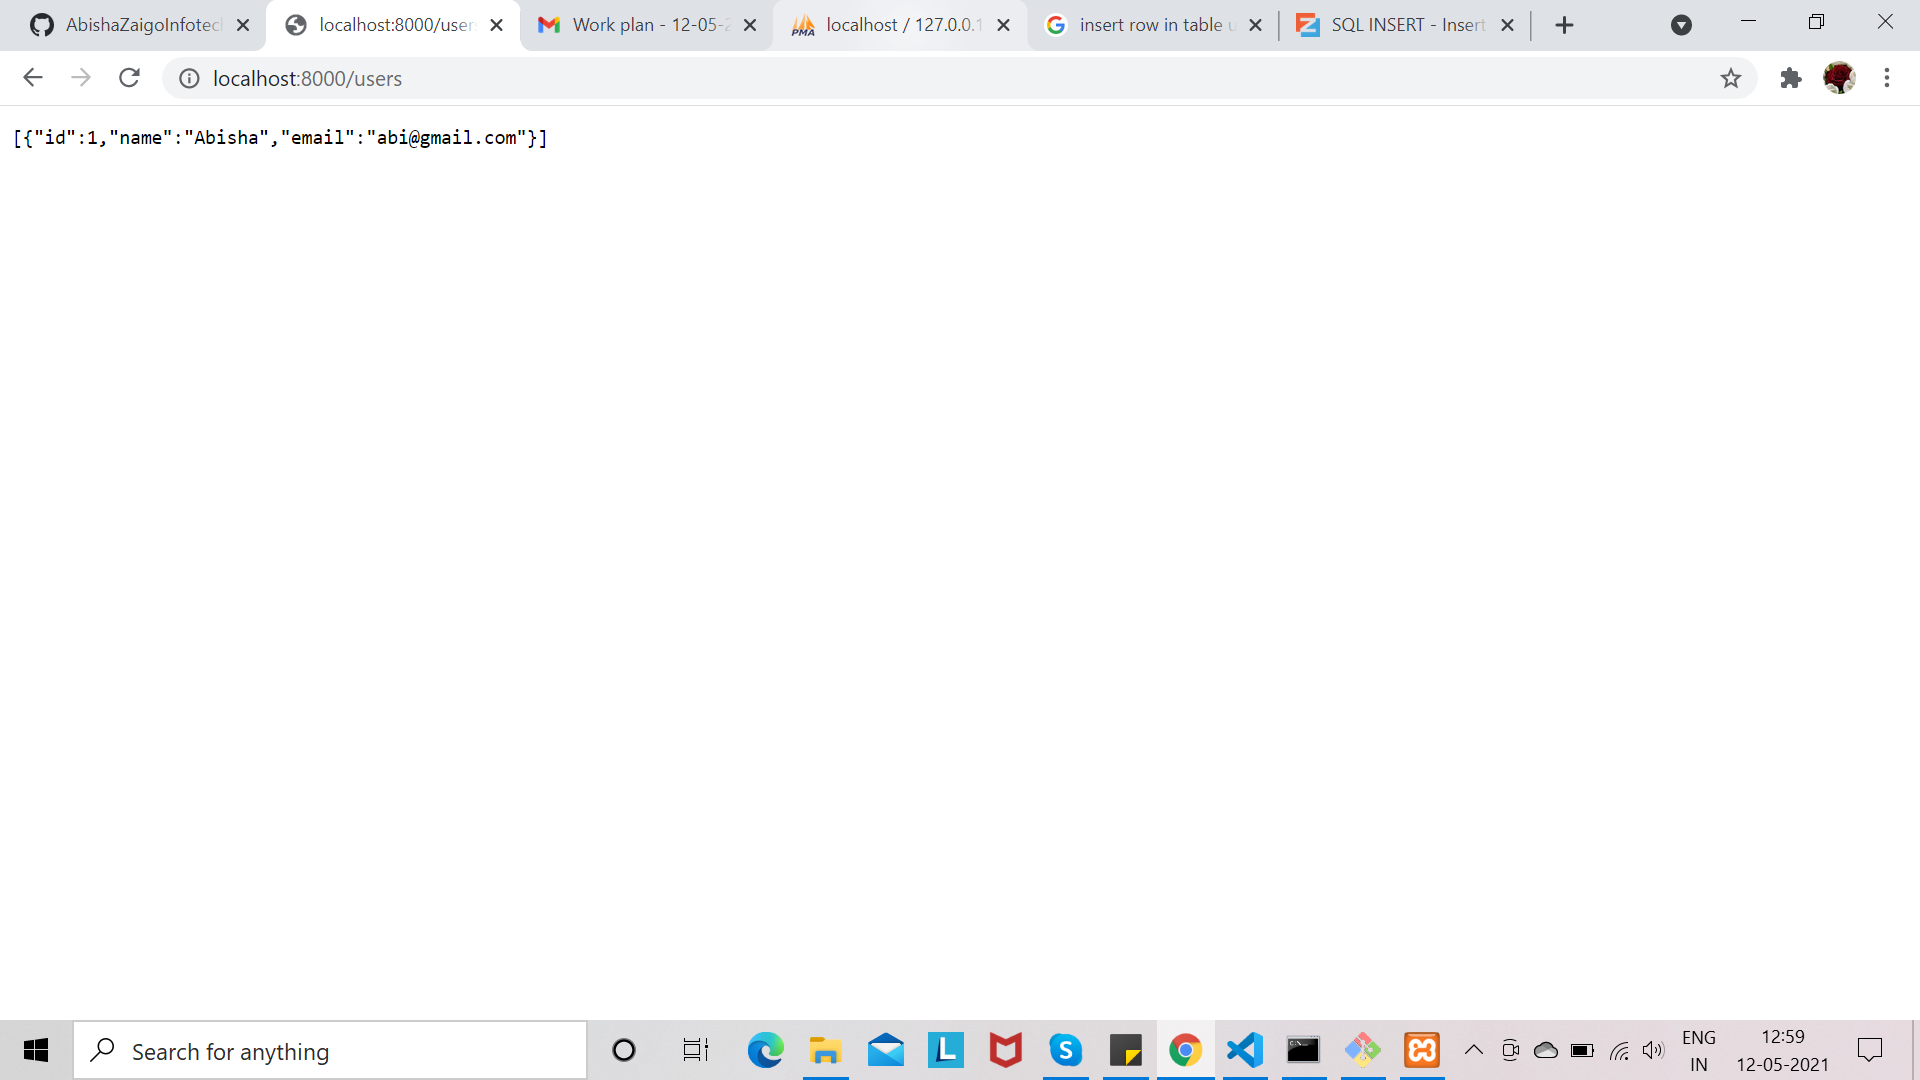 AbishaZaigoInfotec
localhost:8000/user
Work plan - 12-05-2
PMA
localhost / 127.0.0.1
insert row in table u
SQL INSERT - Insert
localhost:8000/users
[{"id":1,"name":"Abisha","email":"abi@gmail.com"}]
Search for anything
L
S
ENG
IN
12:59
12-05-2021